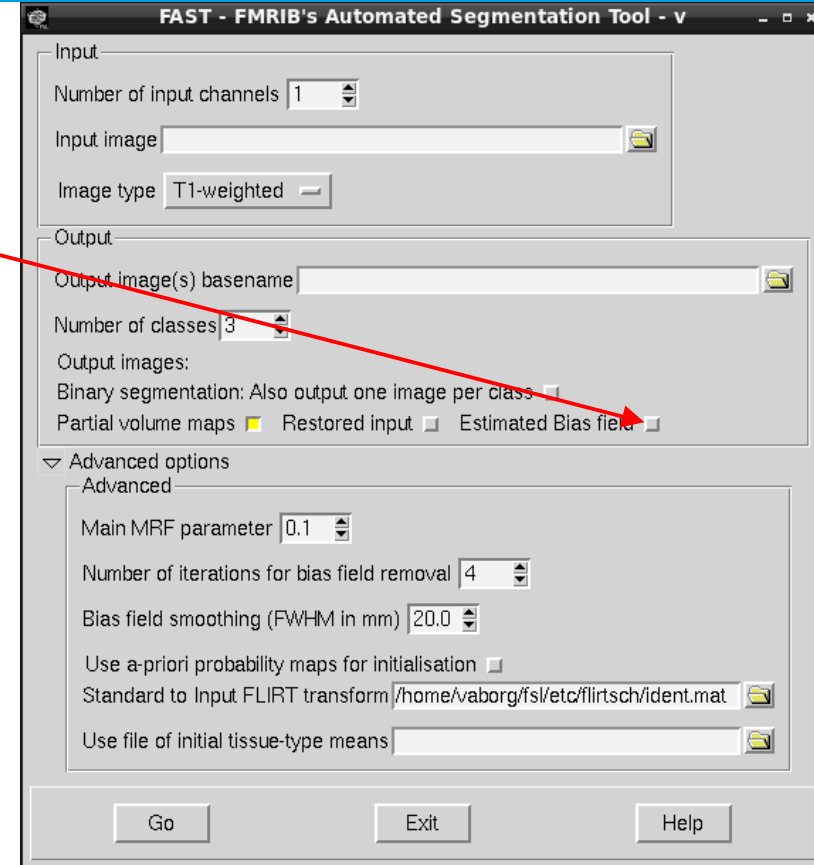 FAST - FMRIB's Automated Segmentation Tool - v
Input
Number of input channels 1
Input image
Image type T1-weighted
Output
Output image(s) basename
Number of classes 3
Output images:
Binary segmentation: Also output one image per class
Partial volume maps Restored input Estimated Bias field
Advanced options
Advanced
Main MRF parameter 0.1
Number of iterations for bias field removal 4
Bias field smoothing (FWHM in mm) 20.0
Use a-priori probability maps for initialisation
Standard to Input FLIRT transform /home/vaborg/fsl/etc/flirtsch/ident.mat
Use file of initial tissue-type means
Go Exit Help